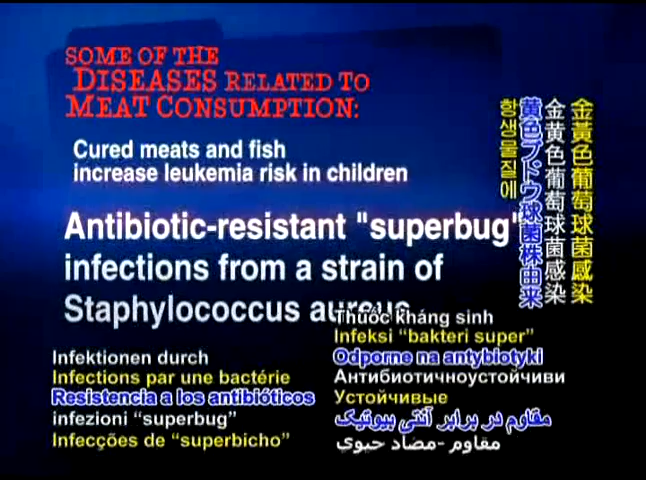 SOME OF THE
DISEASES RELATED TO
MEAT CONSUMPTION:
Cured meats and fish
increase leukemia risk in children
Antibiotic-resistant "superbug"
infections from a strain of
Staphylococcus aureus
金黃色葡萄球菌感染
金黄色葡萄球菌感染
黄色ブドウ球菌株由来
항생물질에
Infektionen durch
Infections par une bactérie
Resistencia a los antibióticos
infezioni “superbug”
Infecções de “superbicho”
Thuốc kháng sinh
Infeksi “bakteri super”
Odporne na antybiotyki
Антибиотичноустойчиви
Устойчивые
مقاوم در برابر آنتی بیوتیک
مقاوم -مضاد حيوي